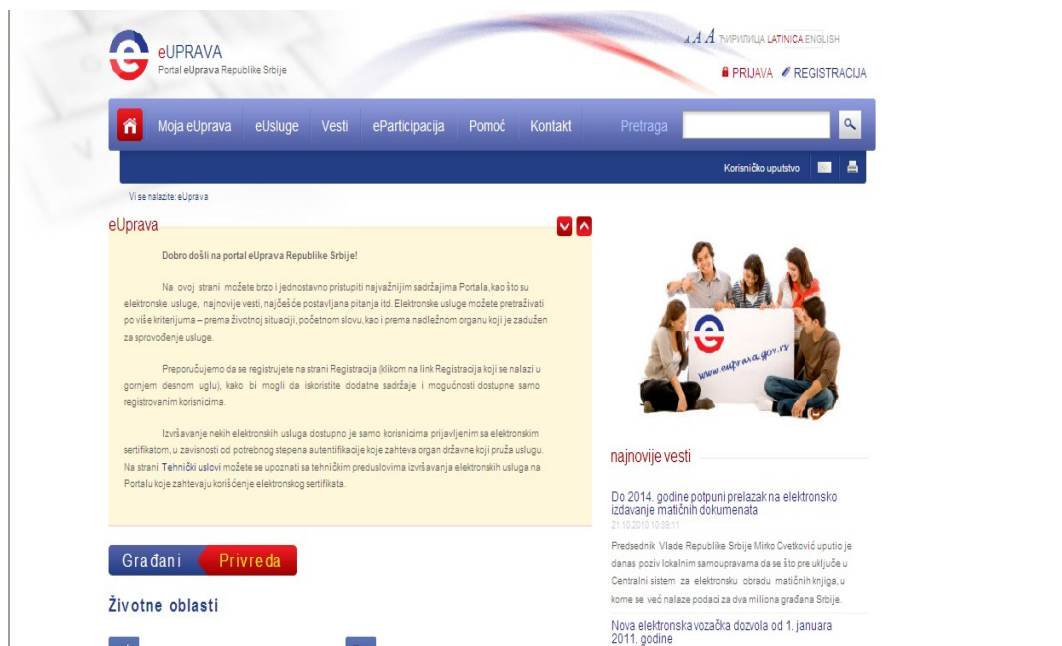 eUPRAVA
Portal eUprava Republike Srbije
A A A ЋИРИЛИЦА LATINICA ENGLISH
PRIJAVA REGISTRACIJA
Moja eUprava eUsluge Vesti eParticipacija Pomoć Kontakt Pretraga
Korisničko uputstvo
Vi se nalazite: eUprava
eUprava
Dobro došli na portal eUprava Republike Srbije!
Na ovoj strani možete brzo i jednostavno pristupiti najvažnijim sadržajima Portala, kao što su
elektronske usluge, najnovije vesti, najčešće postavljana pitanja itd. Elektronske usluge možete pretraživati
po više kriterijuma – prema životnoj situaciji, početnom slovu, kao i prema nadležnom organu koji je zadužen
za sprovođenje usluge.
Preporučujemo da se registrujete na strani Registracija (klikom na link Registracija koji se nalazi u
gornjem desnom uglu), kako bi mogli da iskoristite dodatne sadržaje i mogućnosti dostupne samo
registrovanim korisnicima.
Izvršavanje nekih elektronskih usluga dostupno je samo korisnicima prijavljenim sa elektronskim
sertifikatom, u zavisnosti od potrebnog stepena autentifikacije koje zahteva organ državne koji pruža uslugu.
Na strani Tehnički uslovi možete se upoznati sa tehničkim preduslovima izvršavanja elektronskih usluga na
Portalu koje zahtevaju korišćenje elektronskog sertifikata.
Građani Privreda
Životne oblasti
www.euprava.gov.rs
najnovije vesti
Do 2014. godine potpuni prelazak na elektronsko
izdavanje matičnih dokumenata
21.10.2010 10:39:11
Predsednik Vlade Republike Srbije Mirko Cvetković uputio je
danas poziv lokalnim samoupravama da se što pre uključe u
Centralni sistem za elektronsku obradu matičnih knjiga, u
kome se već nalaze podaci za dva miliona građana Srbije.
Nova elektronska vozačka dozvola od 1. januara
2011. godine